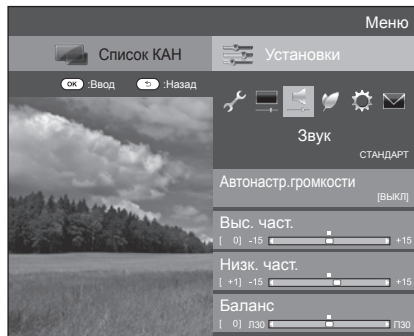 Меню
Список КАН
Установки
OK :Ввод :Назад
Звук
СТАНДАРТ
Автонастр.громкости
[ВЫКЛ]
Выс. част.
[ 0] -15 +15
Низк. част.
[ +1] -15 +15
Баланс
[ 0] Л30 П30